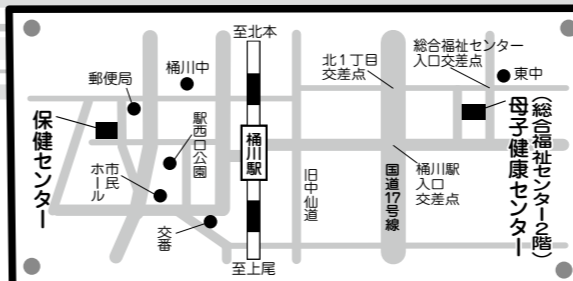 至北本
郵便局
桶川中
北1丁目
交差点
総合福祉センター
入口交差点
東中
保健センター
駅西口公園
桶川駅
市民
ホール
旧中仙道
国道17号線
桶川駅
入口
交差点
母子健康センター
（総合福祉センター2階）
交番
至上尾